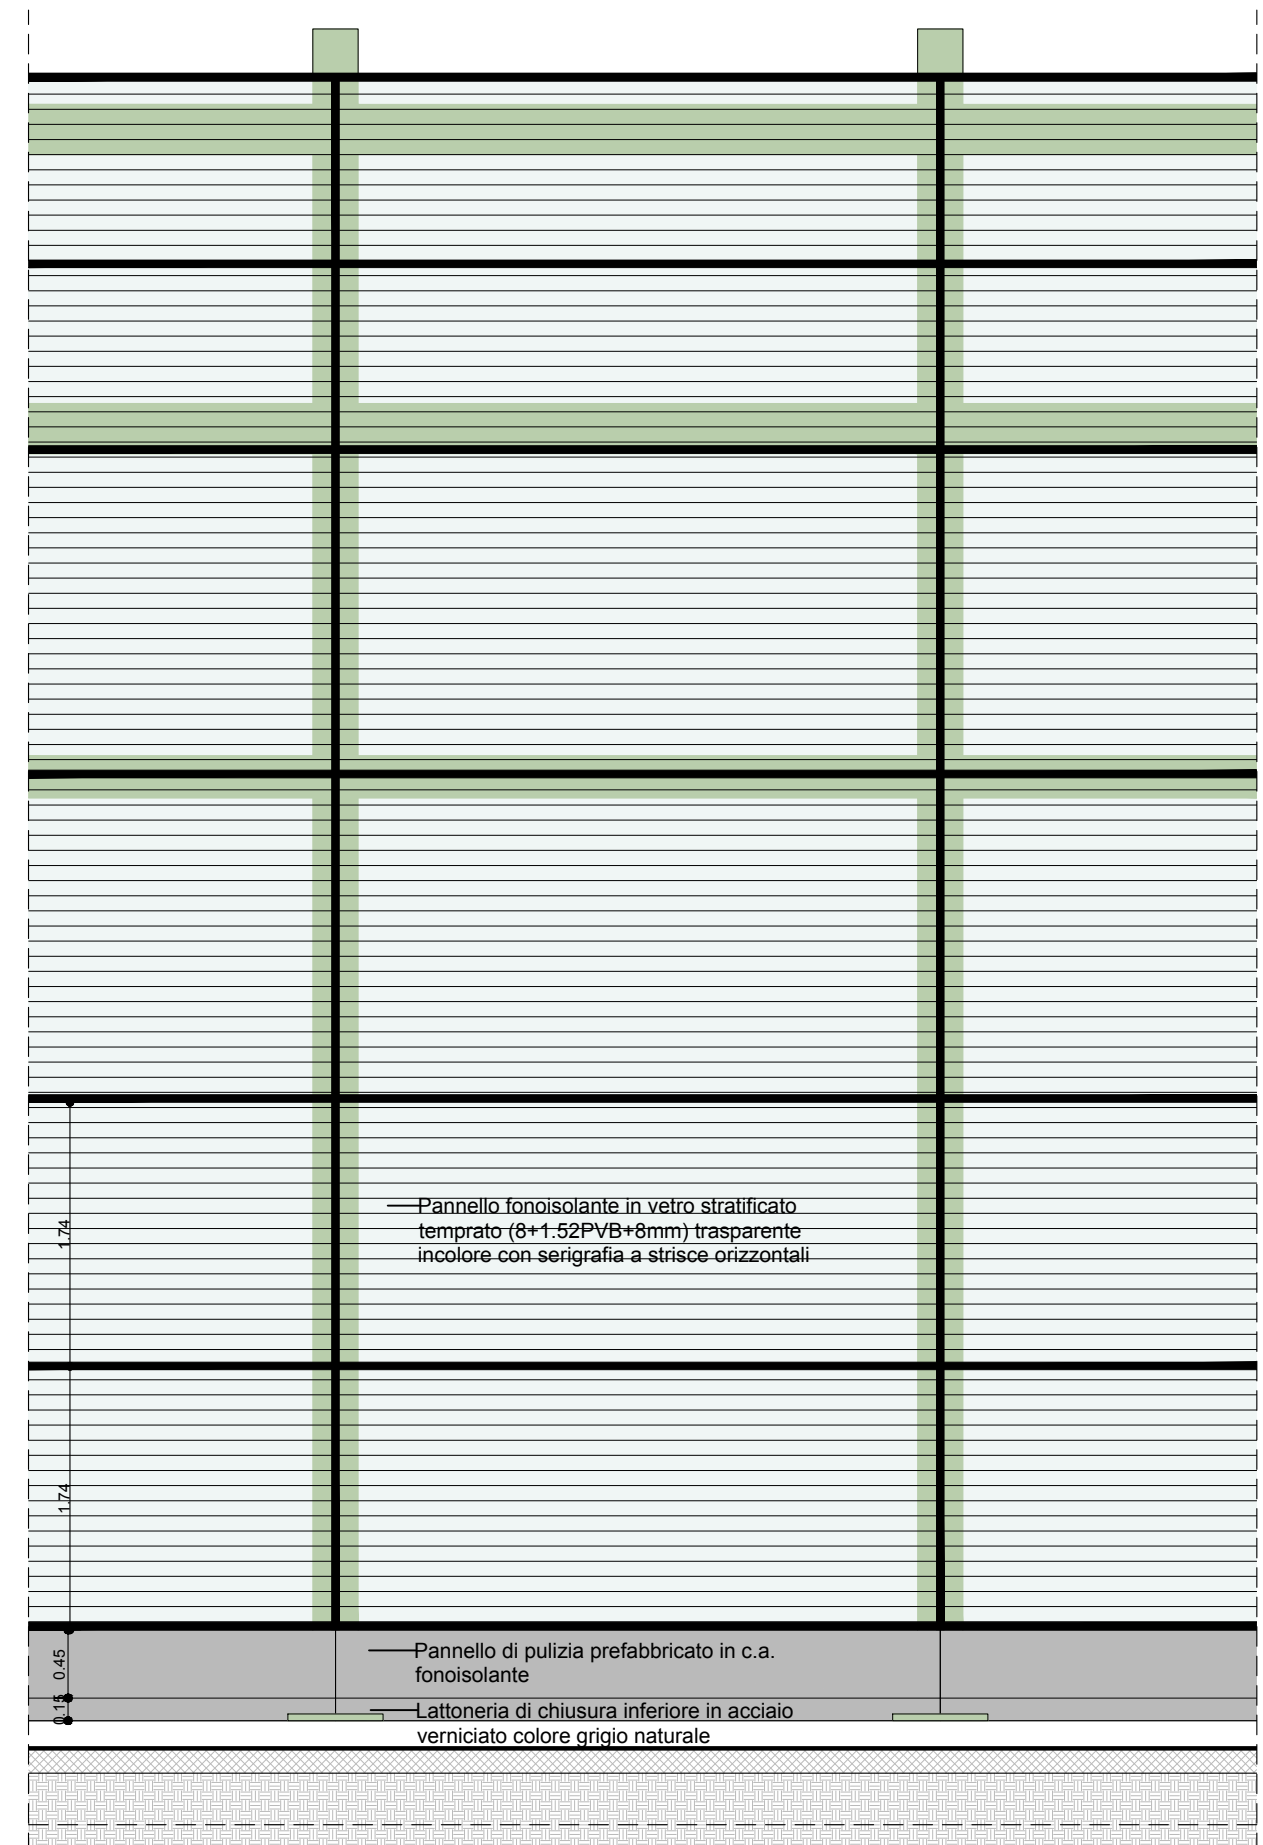 1.74
Pannello fonoisolante in vetro stratificato
temprato (8+1.52PVB+8mm) trasparente
incolore con serigrafia a strisce orizzontali
1.74
0.45
Pannello di pulizia prefabbricato in c.a.
fonoisolante
0.15
Lattoneria di chiusura inferiore in acciaio
verniciato colore grigio naturale